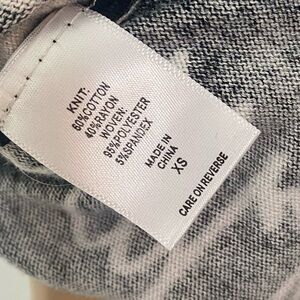 KNIT:
60%COTTON
40%RAYON
WOVEN:
95%POLYESTER
5%SPANDEX
MADE IN
CHINA
XS
CARE ON REVERSE